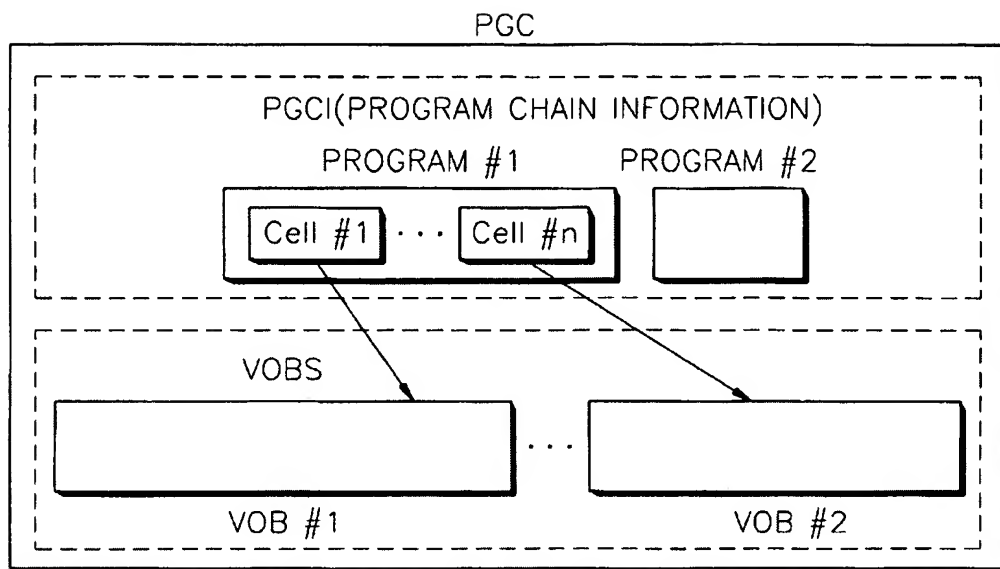 PGC
PGCI(PROGRAM CHAIN INFORMATION)
PROGRAM #1 PROGRAM #2
Cell #1 ··· Cell #n
VOBS
···
VOB #1 VOB #2